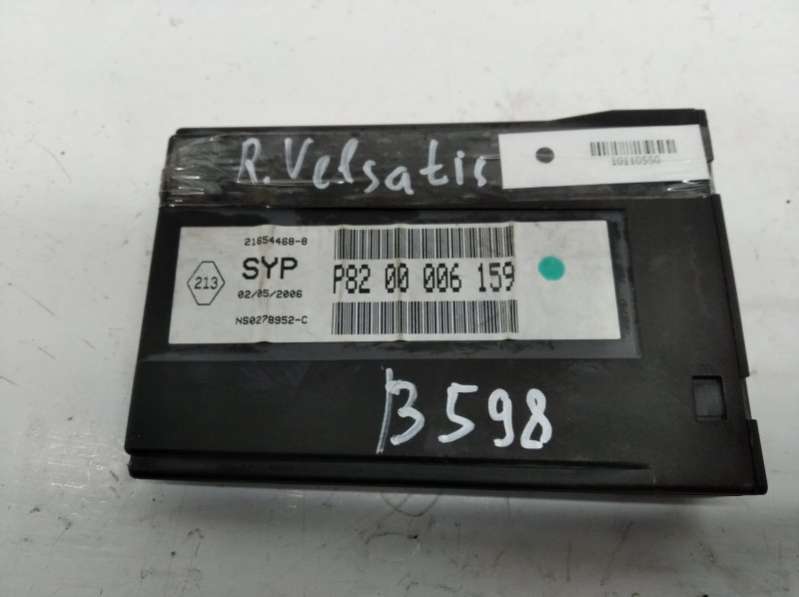 R. Velsatis
10110550
21654468-8
213
SYP
02/05/2006
NS0278952-C
P82 00 006 159
B598